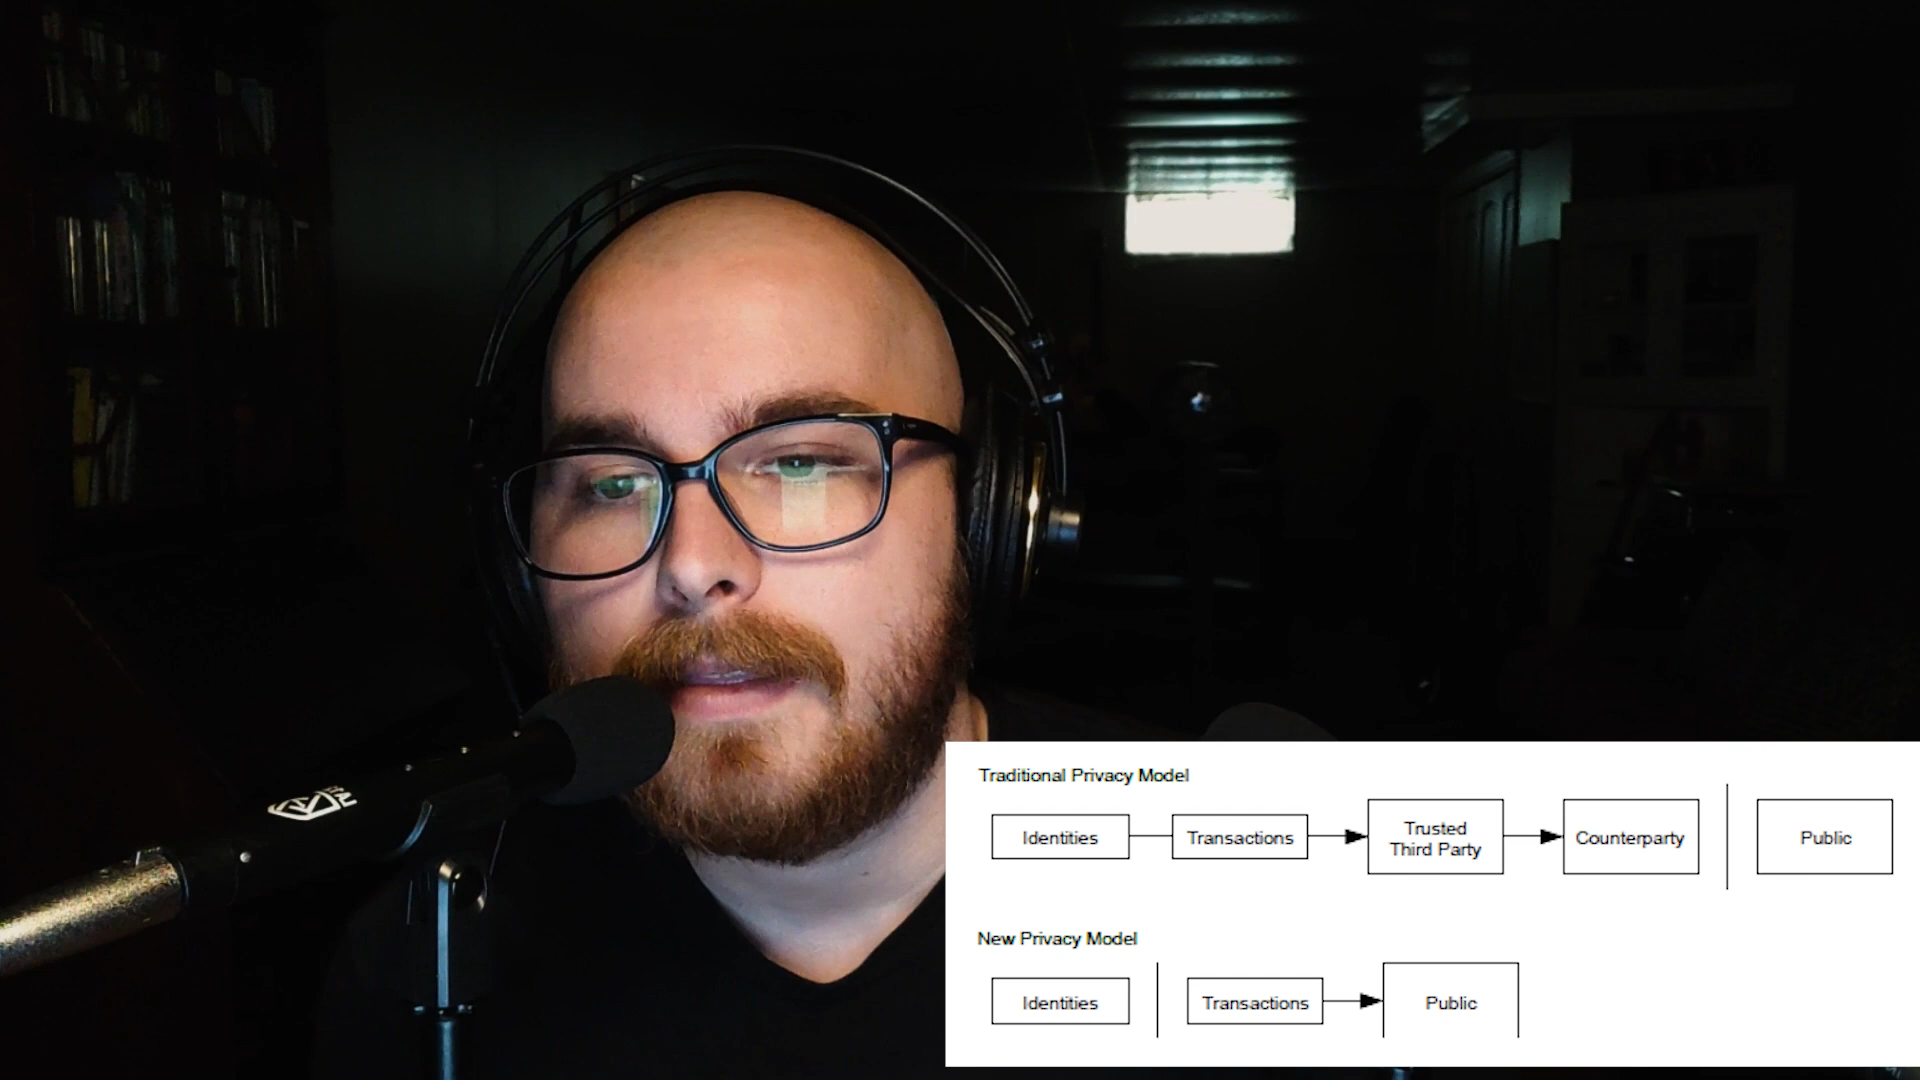 Traditional Privacy Model
Identities
Transactions
Trusted
Third Party
Counterparty
Public
New Privacy Model
Identities
Transactions
Public